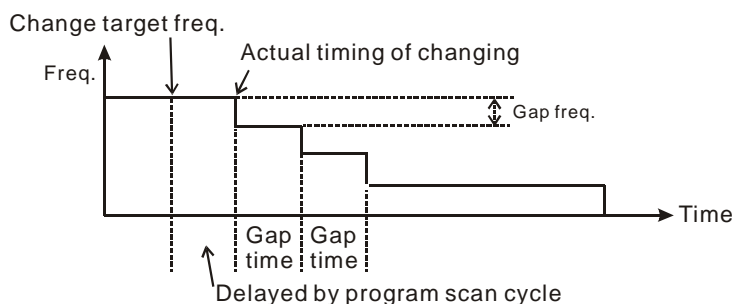 Change target freq.
Actual timing of changing
Freq.
Gap freq.
Time
Gap Gap
time time
Delayed by program scan cycle